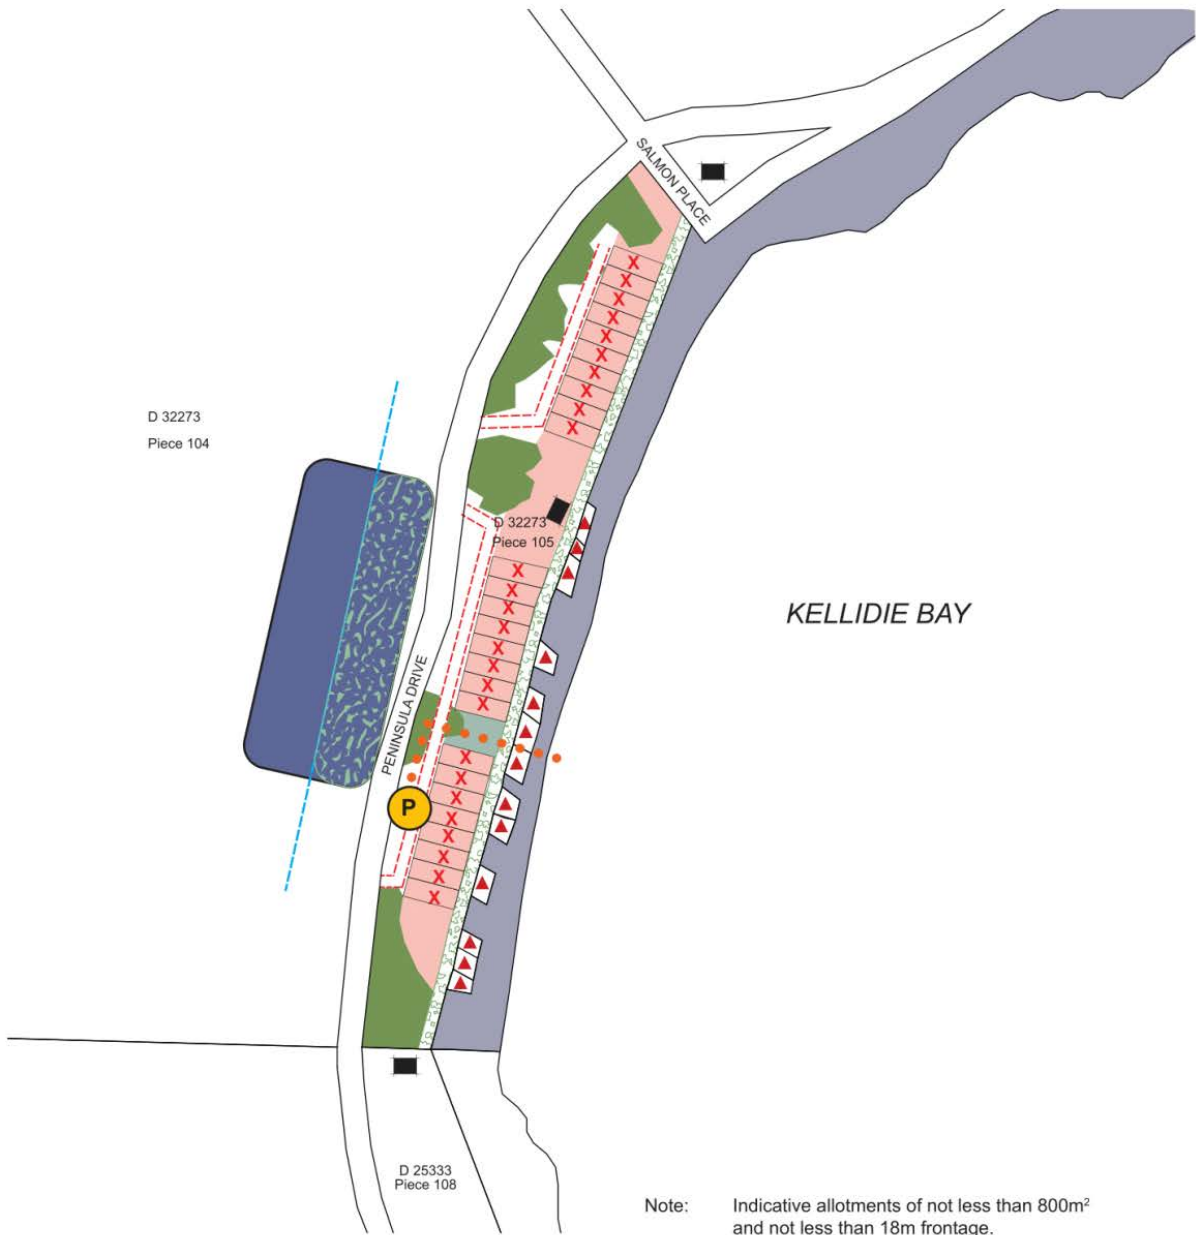 SALMON PLACE
D 32273
Piece 104
D 32273
Piece 105
KELLIDIE BAY
PENINSULA DRIVE
P
D 25333
Piece 108
Note: Indicative allotments of not less than 800m²
and not less than 18m frontage.